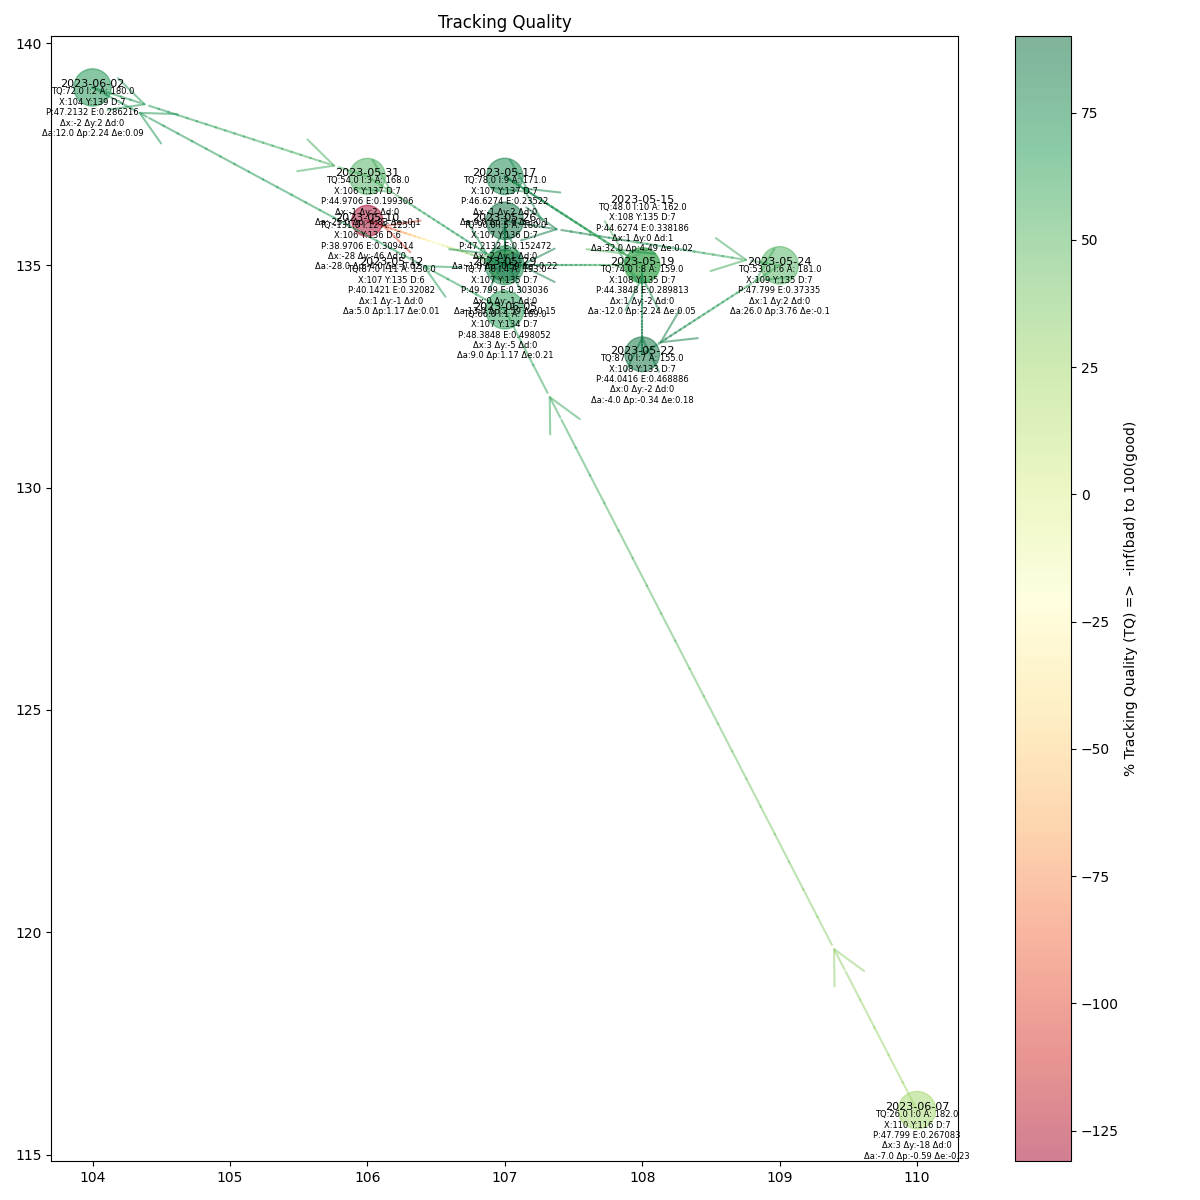 Tracking Quality
140
135
130
125
120
115
104
105
106
107
108
109
110
2023-06-02
TQ:72.0 I:2 A: 180.0
X:104 Y:139 D:7
P:47.2132 E:0.286216
Δx:-2 Δy:2 Δd:0
Δa:12.0 Δp:2.24 Δe:0.09
2023-05-31
TQ:54.0 I:3 A: 168.0
X:106 Y:137 D:7
P:44.9706 E:0.199306
2023-05-10
X:106 Y:136 D:6
P:38.9706 E:0.309414
Δx:-28 Δy:-46 Δd:0
2023-05-12
TQ:87.0 I:11 A: 130.0
X:107 Y:135 D:6
P:40.1421 E:0.32082
Δx:1 Δy:-1 Δd:0
Δa:5.0 Δp:1.17 Δe:0.01
2023-05-17
TQ:78.0 I:9 A: 171.0
X:107 Y:137 D:7
P:46.6274 E:0.23522
2023-05-26
X:107 Y:136 D:7
P:47.2132 E:0.152472
Δx:-2 Δy:1 Δd:0
2023-05-29
X:107 Y:135 D:7
P:49.799 E:0.303036
2023-06-05
X:107 Y:134 D:7
P:48.3848 E:0.498052
Δx:3 Δy:-5 Δd:0
Δa:9.0 Δp:1.17 Δe:0.21
2023-05-15
TQ:48.0 I:10 A: 162.0
X:108 Y:135 D:7
P:44.6274 E:0.338186
Δx:1 Δy:0 Δd:1
Δa:32.0 Δp:4.49 Δe:0.02
2023-05-19
TQ:74.0 I:8 A: 159.0
X:108 Y:135 D:7
P:44.3848 E:0.289813
Δx:1 Δy:-2 Δd:0
Δa:-12.0 Δp:-2.24 Δe:0.05
2023-05-24
TQ:53.0 I:6 A: 181.0
X:109 Y:135 D:7
P:47.799 E:0.37335
Δx:1 Δy:2 Δd:0
Δa:26.0 Δp:3.76 Δe:-0.1
2023-05-22
TQ:87.0 I:7 A: 155.0
X:108 Y:133 D:7
P:44.0416 E:0.468886
Δx:0 Δy:-2 Δd:0
Δa:-4.0 Δp:-0.34 Δe:0.18
2023-06-07
TQ:26.0 I:0 A: 182.0
X:110 Y:116 D:7
P:47.799 E:0.267083
Δx:3 Δy:-18 Δd:0
Δa:-7.0 Δp:-0.59 Δe:-0.23
75
50
25
0
−25
−50
−75
−100
−125
% Tracking Quality (TQ) => -inf(bad) to 100(good)